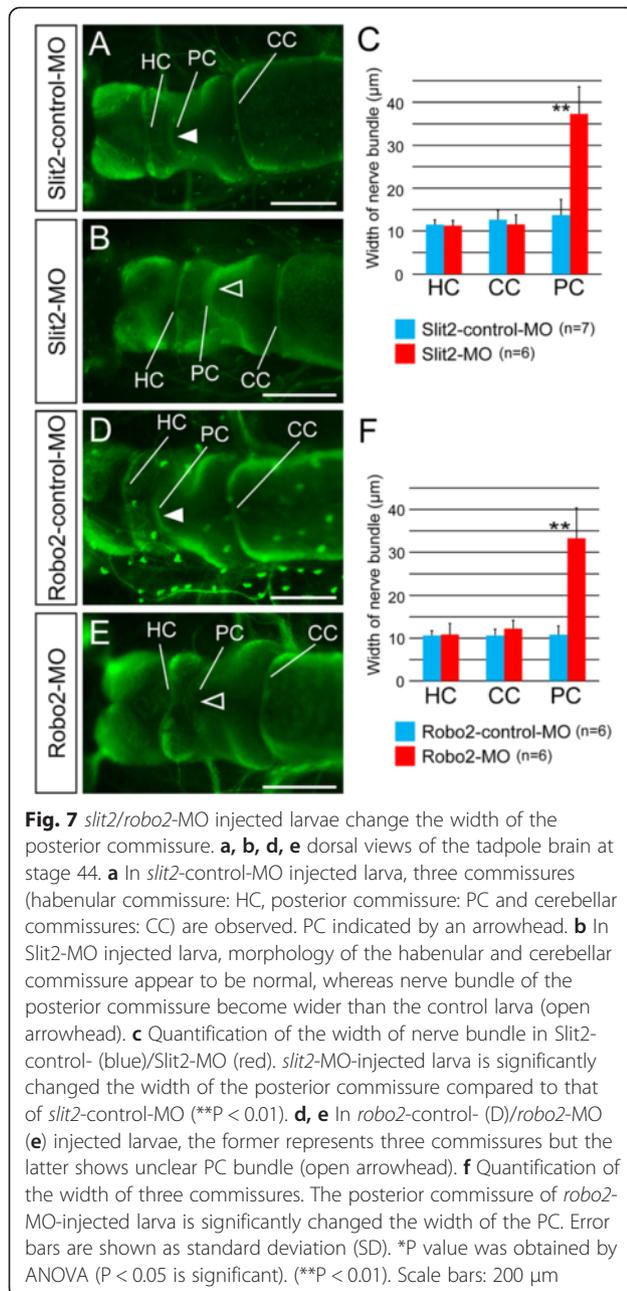 Slit2-control-MO
A
HC
PC
CC
Slit2-MO
B
HC
PC
CC
C
Width of nerve bundle (µm)
40
30
20
10
0
**
HC
CC
PC
Slit2-control-MO (n=7)
Slit2-MO (n=6)
Robo2-control-MO
D
HC
PC
CC
Robo2-MO
E
HC
PC
CC
F
Width of nerve bundle (µm)
40
30
20
10
0
**
HC
CC
PC
Robo2-control-MO (n=6)
Robo2-MO (n=6)
Fig. 7 slit2/robo2-MO injected larvae change the width of the
posterior commissure. a, b, d, e dorsal views of the tadpole brain at
stage 44. a In slit2-control-MO injected larva, three commissures
(habenular commissure: HC, posterior commissure: PC and cerebellar
commissures: CC) are observed. PC indicated by an arrowhead. b In
Slit2-MO injected larva, morphology of the habenular and cerebellar
commissure appear to be normal, whereas nerve bundle of the
posterior commissure become wider than the control larva (open
arrowhead). c Quantification of the width of nerve bundle in Slit2-
control- (blue)/Slit2-MO (red). slit2-MO-injected larva is significantly
changed the width of the posterior commissure compared to that
of slit2-control-MO (**P < 0.01). d, e In robo2-control- (D)/robo2-MO
(e) injected larvae, the former represents three commissures but the
latter shows unclear PC bundle (open arrowhead). f Quantification of
the width of three commissures. The posterior commissure of robo2-
MO-injected larva is significantly changed the width of the PC. Error
bars are shown as standard deviation (SD). *P value was obtained by
ANOVA (P < 0.05 is significant). (**P < 0.01). Scale bars: 200 µm